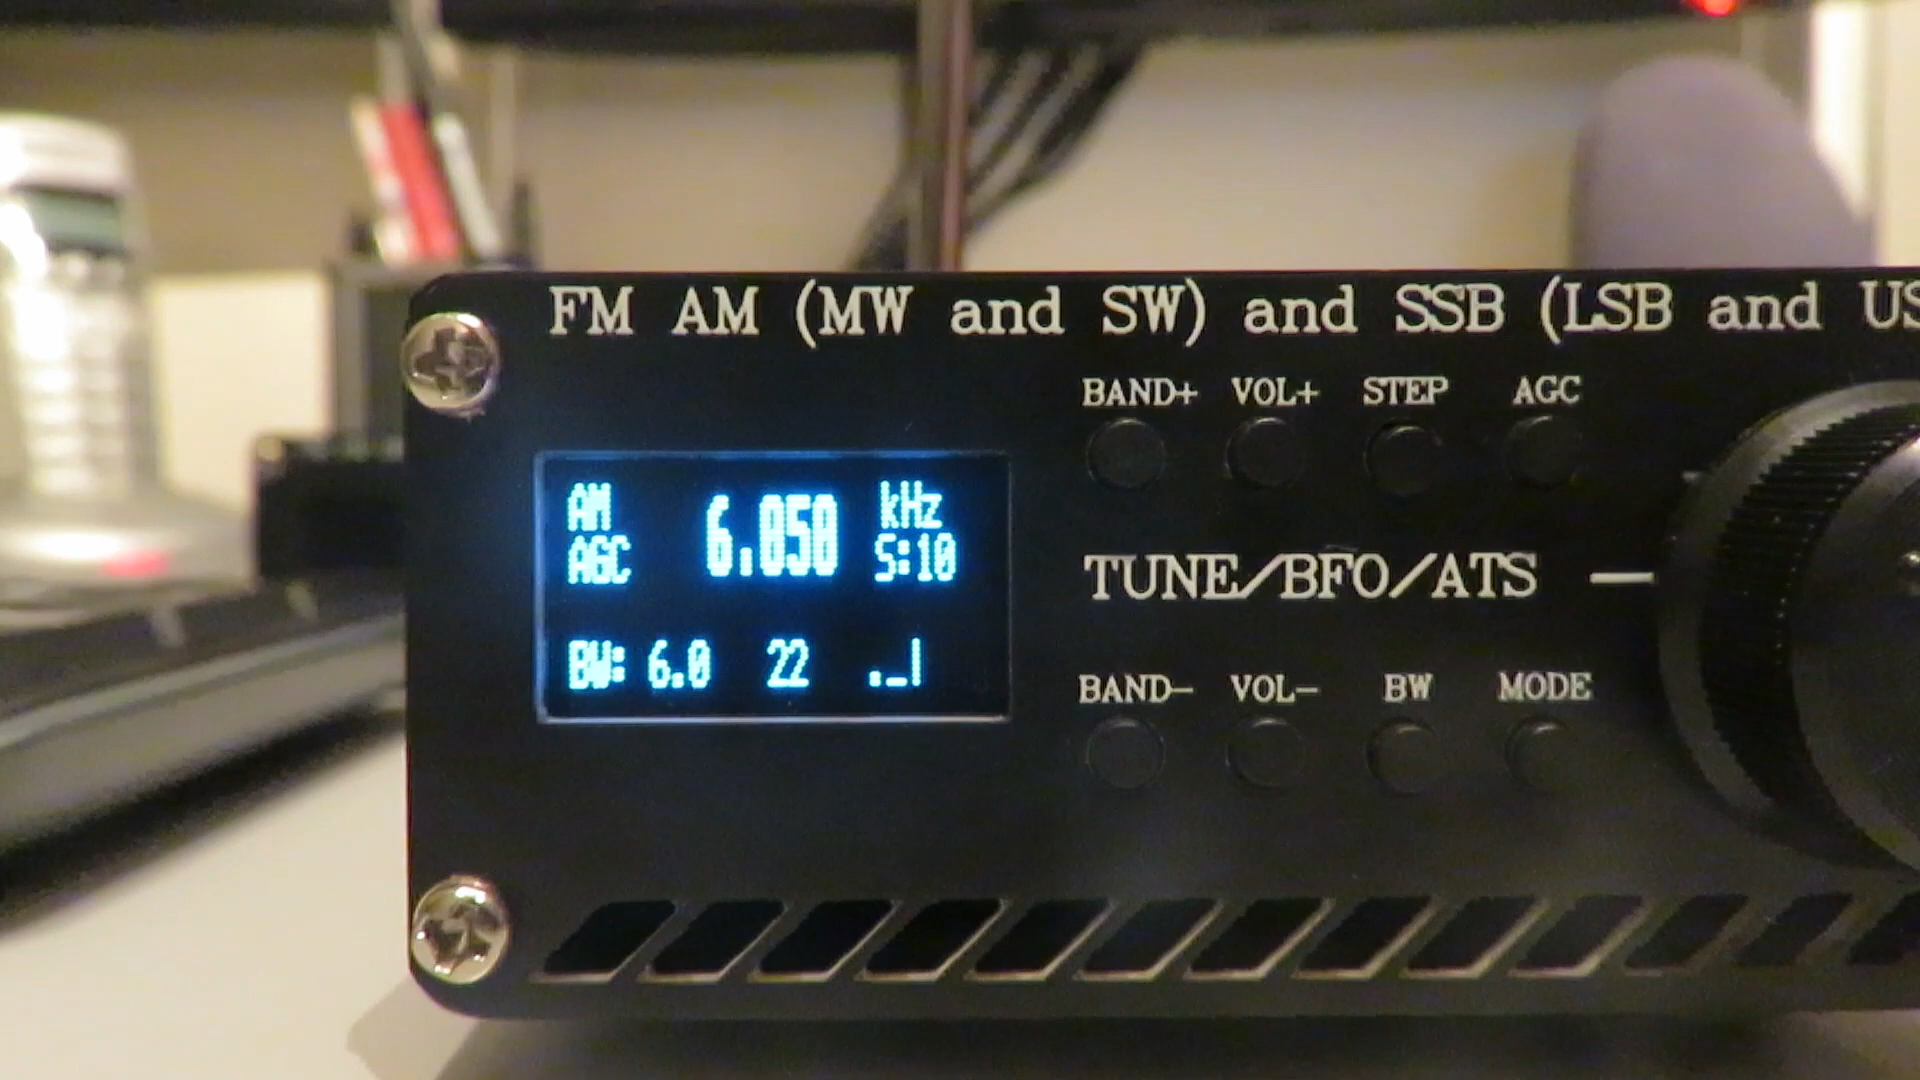 FM AM (MW and SW) and SSB (LSB and US
BAND+ VOL+ STEP AGC
AM 6.050 kHz
AGC S:10
TUNE/BFO/ATS
BW: 6.0 22
BAND- VOL- BW MODE